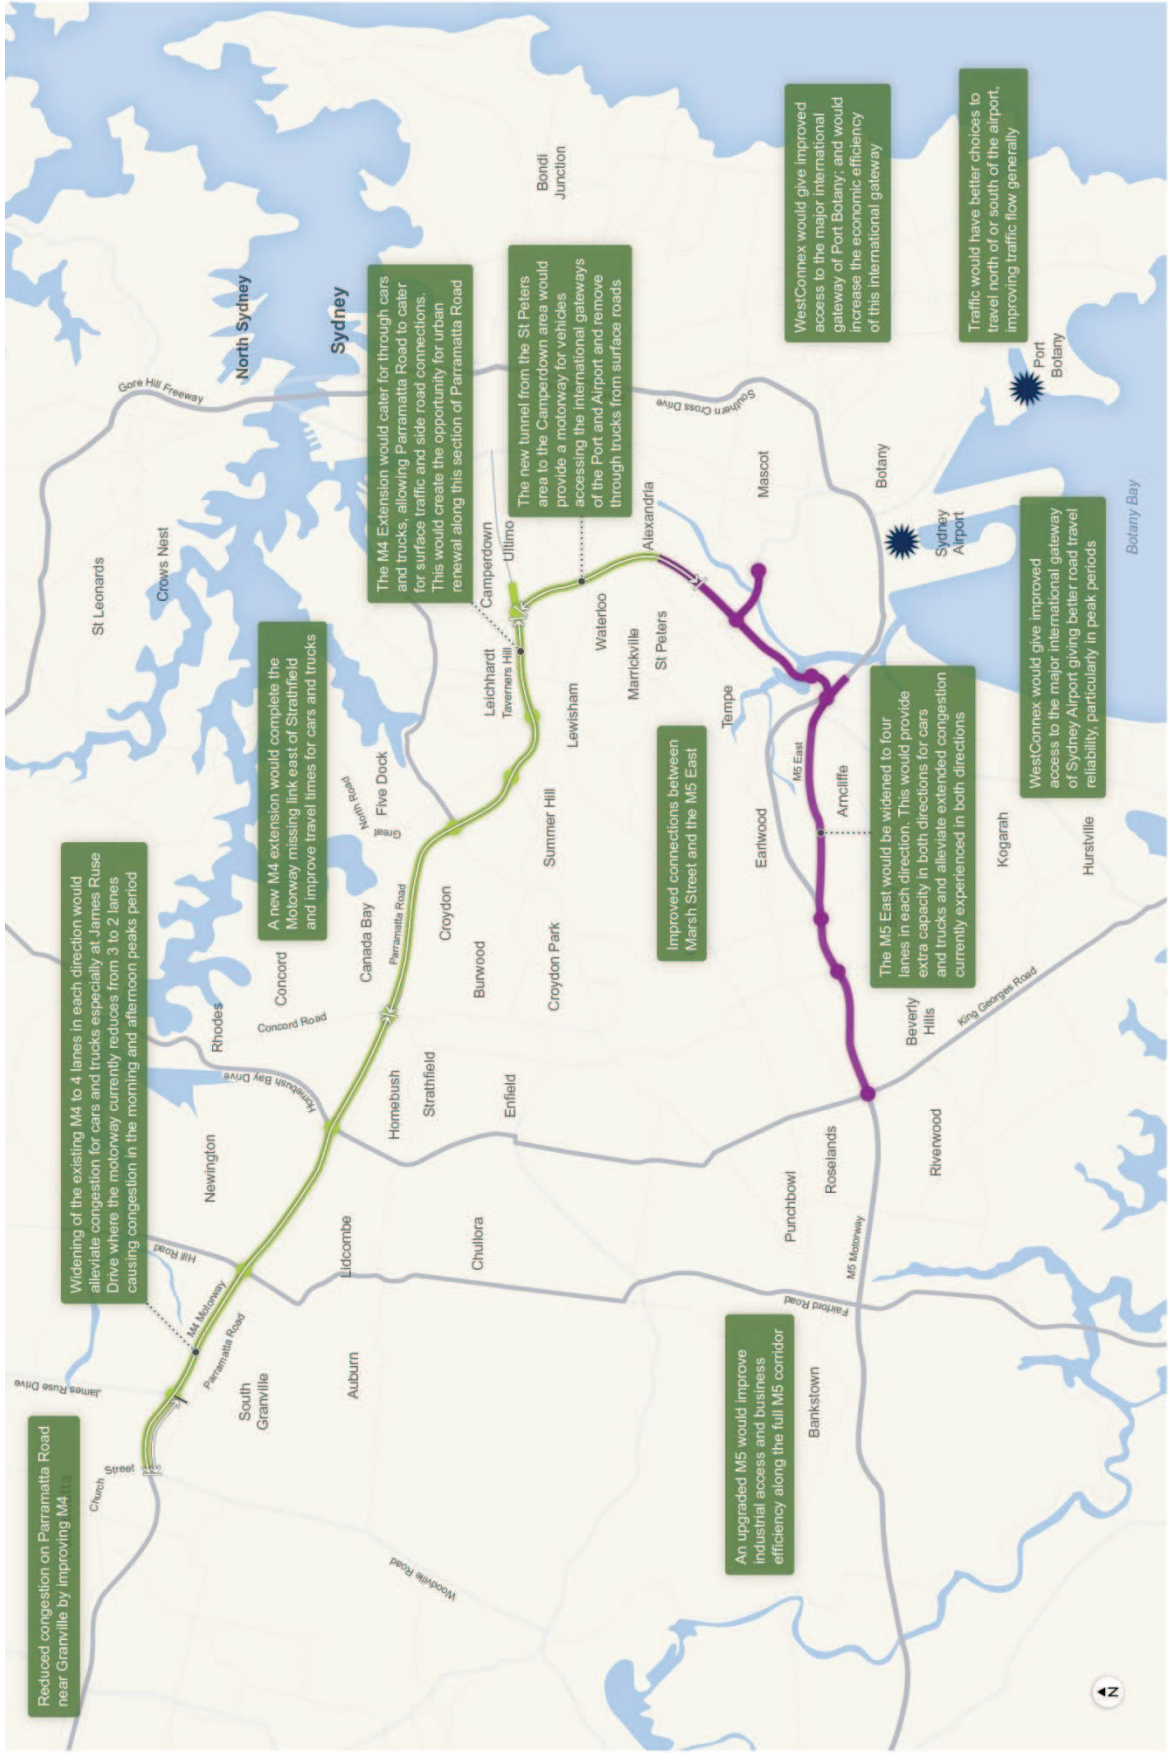 Reduced congestion on Parramatta Road
near Granville by improving M4
Widening of the existing M4 to 4 lanes in each direction would
alleviate congestion for cars and trucks especially at James Ruse
Drive where the motorway currently reduces from 3 to 2 lanes
causing congestion in the morning and afternoon peaks period
A new M4 extension would complete the
Motorway missing link east of Strathfield
and improve travel times for cars and trucks
The M4 Extension would cater for through cars
and trucks, allowing Parramatta Road to cater
for surface traffic and side road connections.
This would create the opportunity for urban
renewal along this section of Parramatta Road
The new tunnel from the St Peters
area to the Camperdown area would
provide a motorway for vehicles
accessing the international gateways
of the Port and Airport and remove
through trucks from surface roads
WestConnex would give improved
access to the major international
gateway of Port Botany; and would
increase the economic efficiency
of this international gateway
Traffic would have better choices to
travel north of or south of the airport,
improving traffic flow generally
WestConnex would give improved
access to the major international gateway
of Sydney Airport giving better road travel
reliability, particularly in peak periods
The M5 East would be widened to four
lanes in each direction. This would provide
extra capacity in both directions for cars
and trucks and alleviate extended congestion
currently experienced in both directions
Improved connections between
Marsh Street and the M5 East
An upgraded M5 would improve
industrial access and business
efficiency along the full M5 corridor
James Ruse Drive
Church
Street
M4 Motorway
Parramatta Road
Hill Road
South
Granville
Auburn
Woodville Road
Newington
Lidcombe
Chullora
Homebush Bay Drive
Rhodes
Concord
Concord Road
Canada Bay
Parramatta Road
Homebush
Strathfield
Enfield
Croydon
Burwood
Croydon Park
Great
North Road
Five Dock
Summer Hill
Leichhardt
Taverners Hill
Lewisham
Camperdown
Ultimo
Waterloo
Marrickville
St Peters
Alexandria
Tempe
Earlwood
M5 East
Arncliffe
Mascot
Southern Cross Drive
Botany
Sydney
Airport
Port
Botany
Botany Bay
Bondi
Junction
Sydney
North Sydney
Gore Hill Freeway
St Leonards
Crows Nest
Kogarah
Hurstville
Beverly
Hills
King Georges Road
Riverwood
Roselands
Punchbowl
M5 Motorway
Fairford Road
Bankstown
N